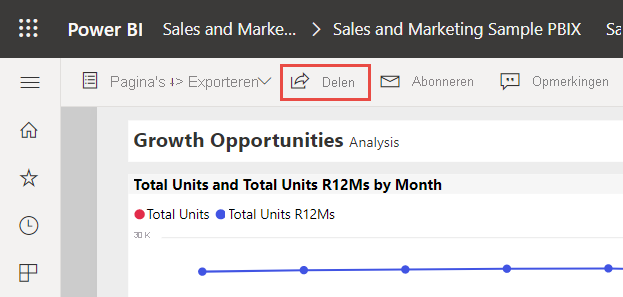 Power BI Sales and Marke... > Sales and Marketing Sample PBIX Sa
Pagina's Exporteren Delen Abonneren Opmerkingen
Growth Opportunities Analysis
Total Units and Total Units R12Ms by Month
Total Units Total Units R12Ms
30 K